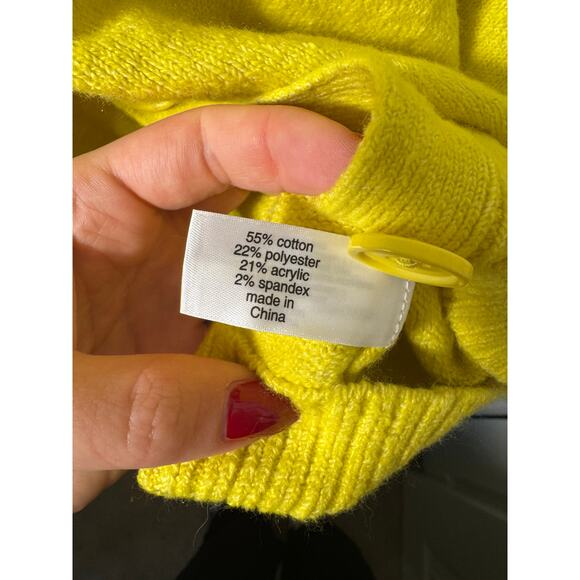 55% cotton
22% polyester
21% acrylic
2% spandex
made in
China